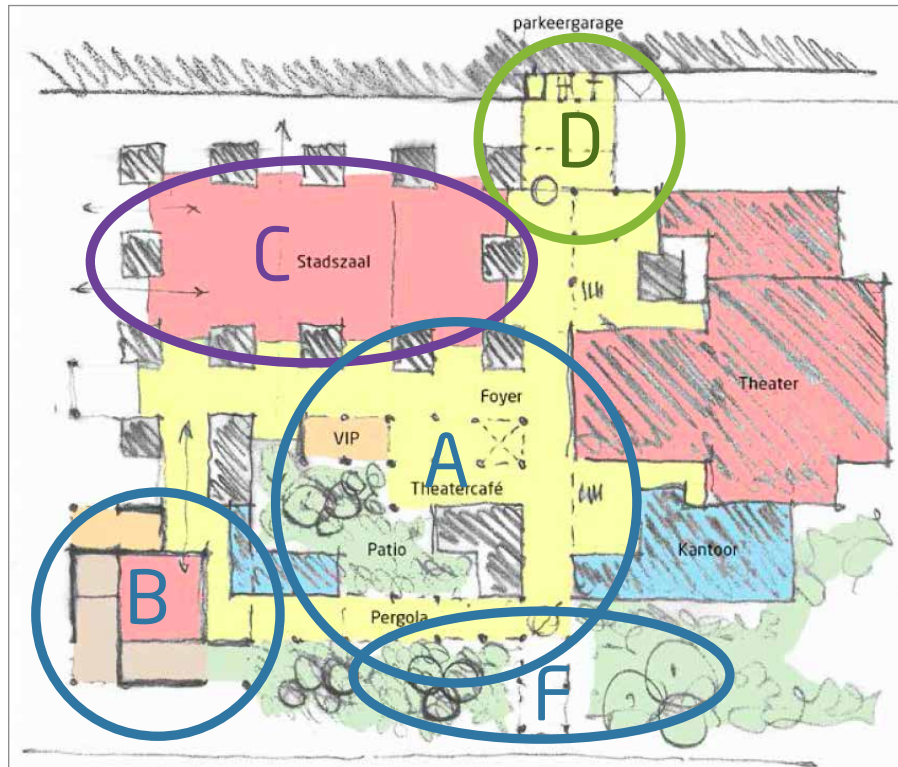 parkeergarage
D
C
Stadszaal
Theater
Foyer
VIP
A
Theatercafé
Patio
Kantoor
B
Pergola
F